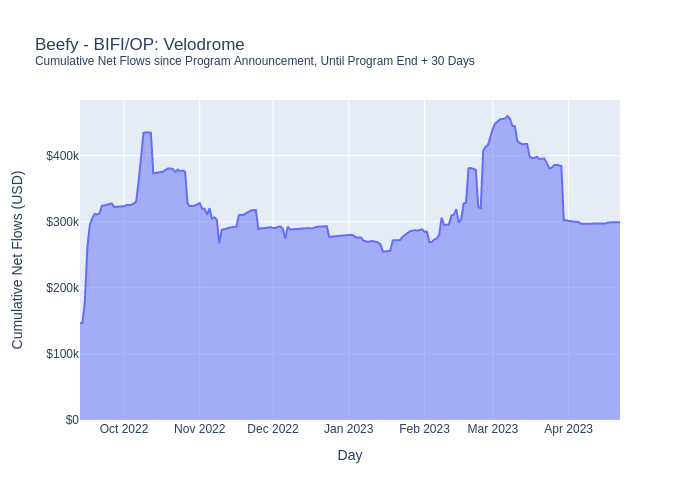 Beefy - BIFI/OP: Velodrome
Cumulative Net Flows since Program Announcement, Until Program End + 30 Days
Cumulative Net Flows (USD)
$400k
$300k
$200k
$100k
$0
Oct 2022
Nov 2022
Dec 2022
Jan 2023
Feb 2023
Mar 2023
Apr 2023
Day